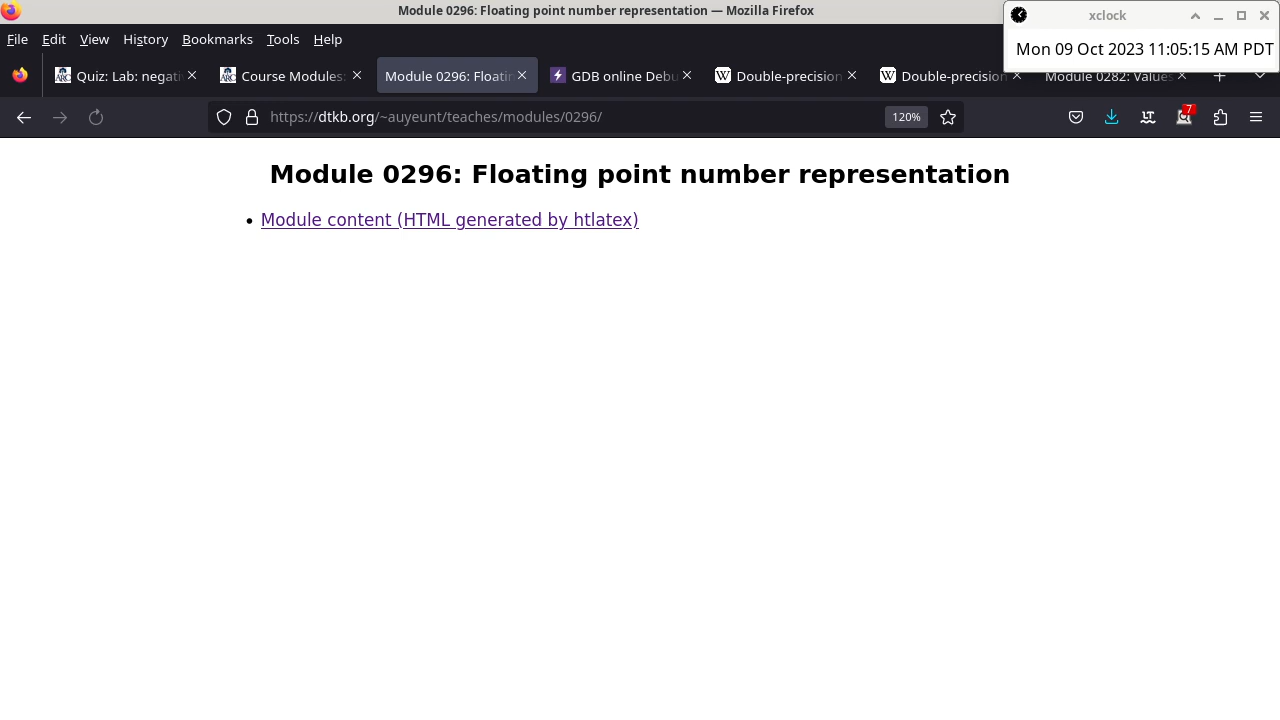 Module 0296: Floating point number representation — Mozilla Firefox
xclock
Mon 09 Oct 2023 11:05:15 AM PDT
File Edit View History Bookmarks Tools Help
Quiz: Lab: negati
Course Modules:
Module 0296: Floati
GDB online Debu
Double-precision
Double-precision
Module 0282: Values
https://dtkb.org/~auyeunt/teaches/modules/0296/
120%
7
Module 0296: Floating point number representation
• Module content (HTML generated by htlatex)